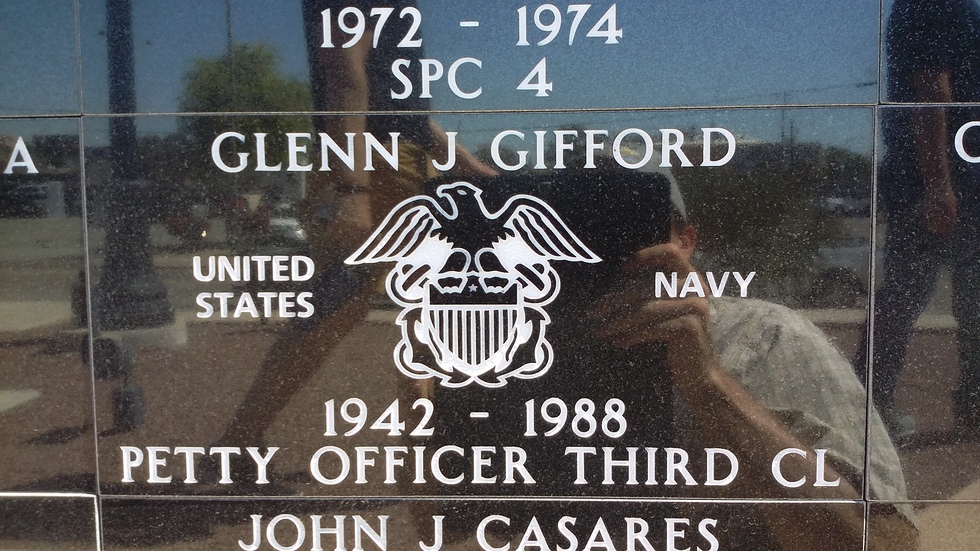 1972 - 1974
SPC 4
A
GLENN J GIFFORD
UNITED
STATES
NAVY
1942 - 1988
PETTY OFFICER THIRD CL
JOHN J CASARES